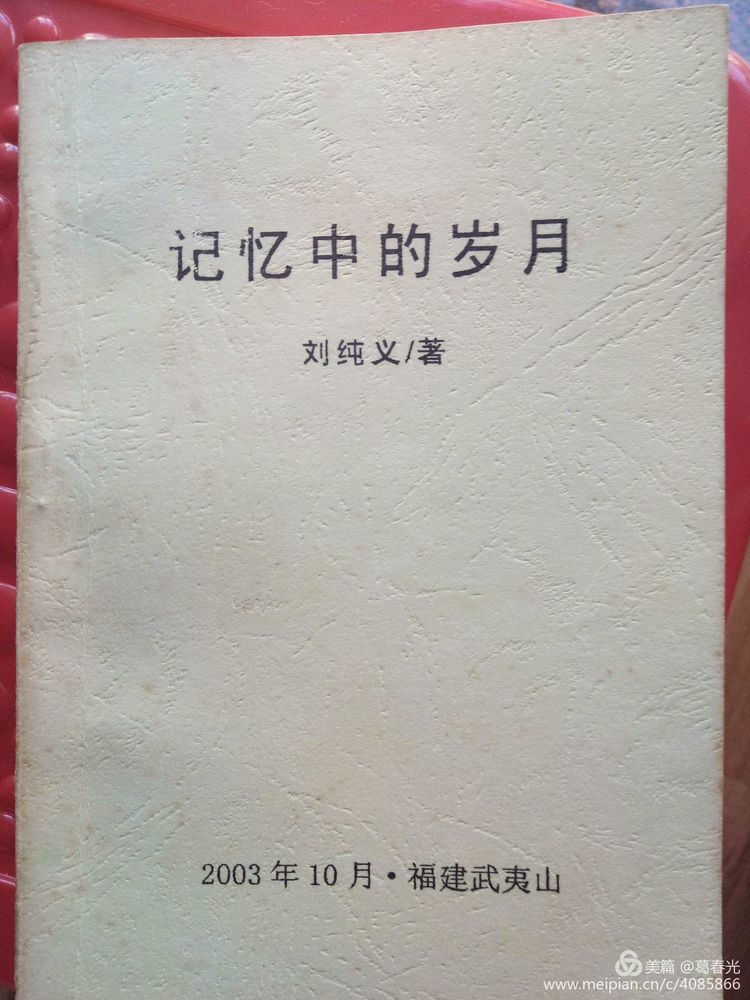 记忆中的岁月
刘纯义/著
2003年10月·福建武夷山
美篇 @葛春光
www.meipian.cn/c/4085866